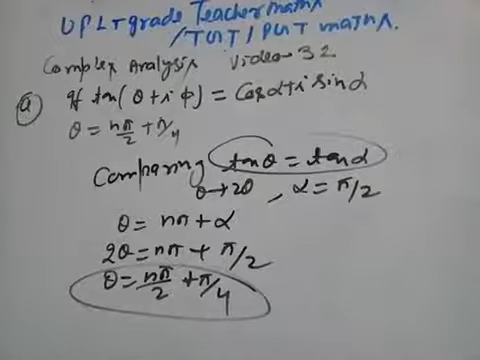 UP LT grade Teacher maths
/TGT/PGT maths.
Complex Analysis Video-32
Q If tan(θ+iφ) = Cosα+i sinα
θ = nπ/2 + π/4
Comparing tanθ = tanα
θ→2θ, α = π/2
θ = nπ + α
2θ = nπ + π/2
θ = nπ/2 + π/4